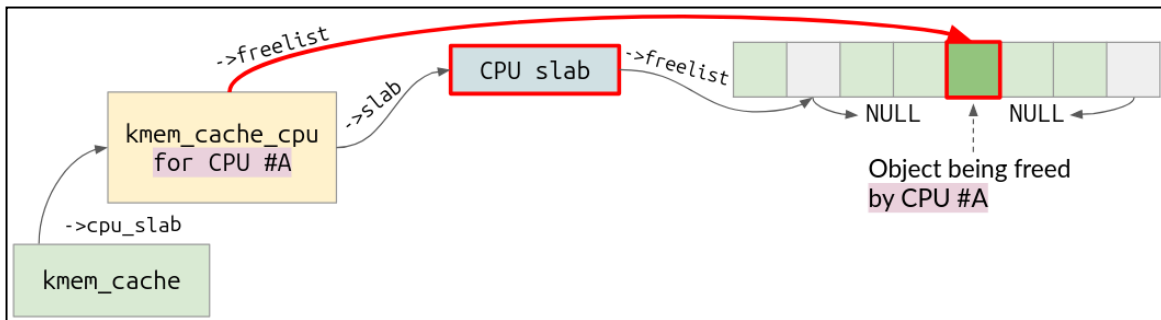 ->freelist
->slab
CPU slab
->freelist
kmem_cache_cpu
for CPU #A
NULL
NULL
Object being freed
by CPU #A
->cpu_slab
kmem_cache